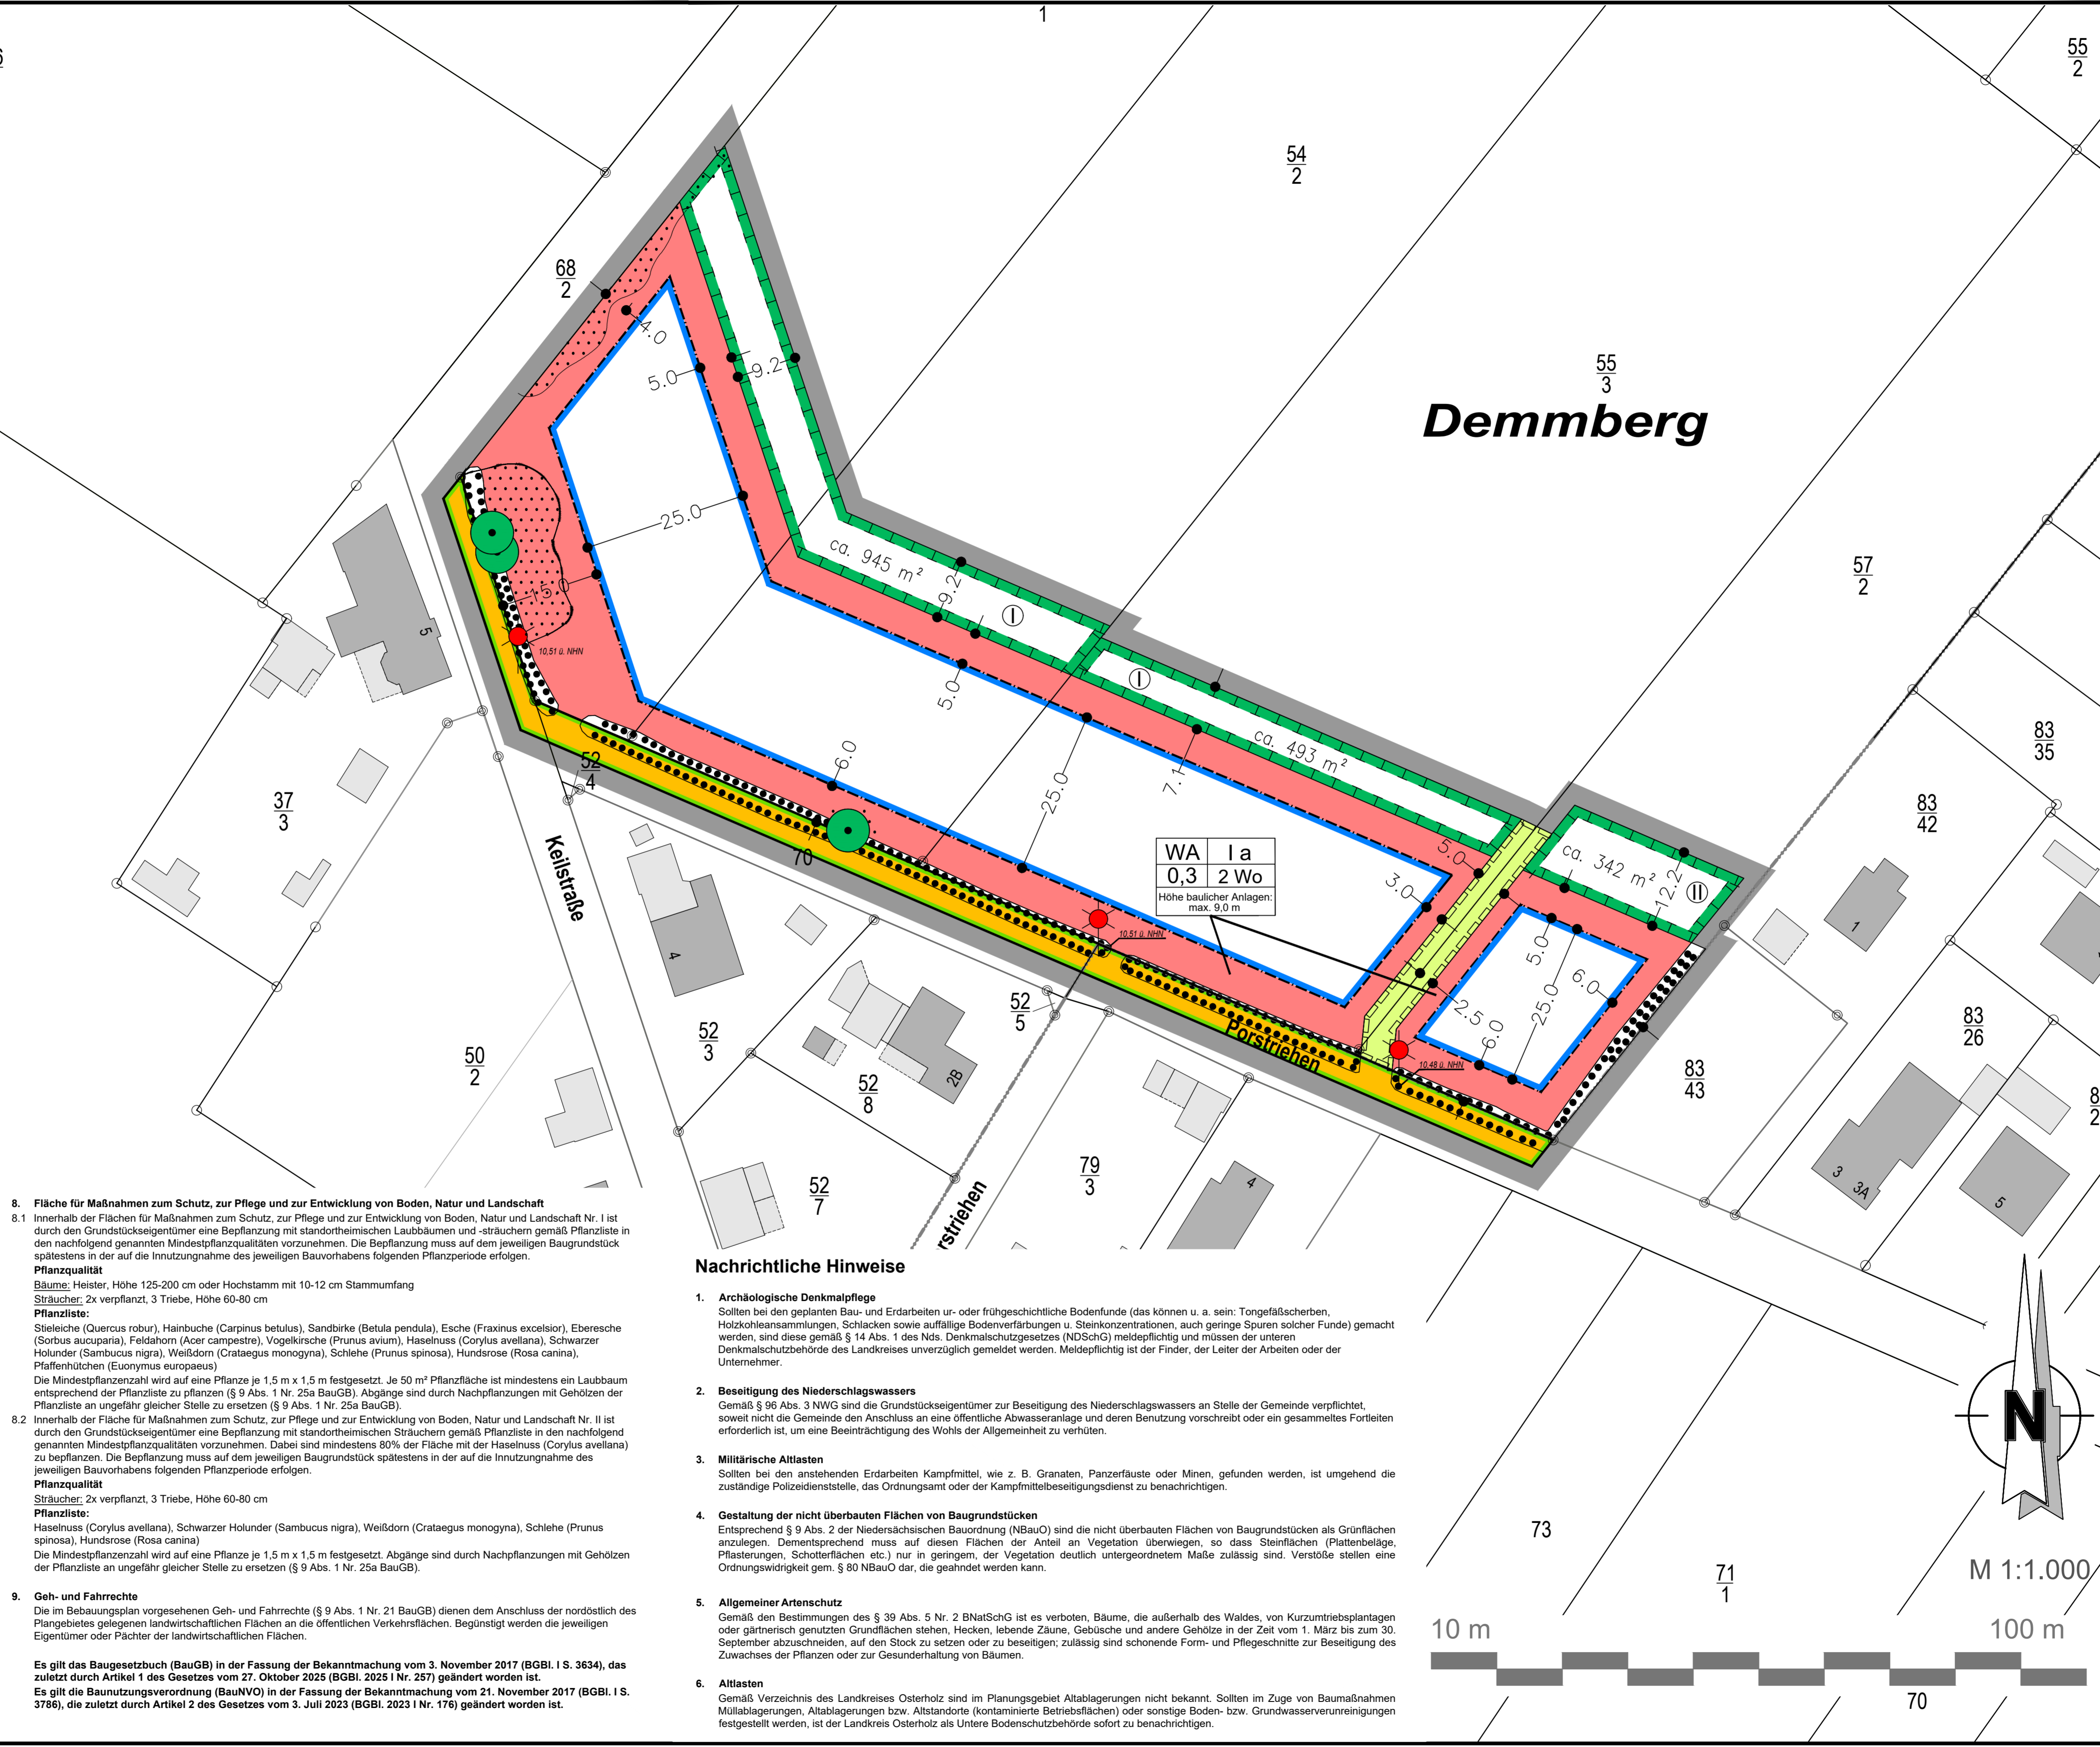 1
55
2
54
2
68
2
55
3
Demmberg
57
2
4.0
5.0
9.2
25.0
ca. 945 m²
9.2
I
15.0
10,51 ü. NHN
5
5.0
I
ca. 493 m²
7.1
6.0
25.0
52
4
70
37
3
Keilstraße
WA
I a
0,3
2 Wo
Höhe baulicher Anlagen:
max. 9,0 m
5.0
3.0
ca. 342 m²
12.2
II
5.0
6.0
25.0
2.5
6.0
10,51 ü. NHN
10,48 ü. NHN
Porstriehen
83
35
83
42
1
4
52
3
52
5
52
8
2B
50
2
83
43
83
26
3
3A
5
79
3
4
52
7
rstriehen
8. Fläche für Maßnahmen zum Schutz, zur Pflege und zur Entwicklung von Boden, Natur und Landschaft
8.1 Innerhalb der Flächen für Maßnahmen zum Schutz, zur Pflege und zur Entwicklung von Boden, Natur und Landschaft Nr. I ist
durch den Grundstückseigentümer eine Bepflanzung mit standortheimischen Laubbäumen und -sträuchern gemäß Pflanzliste in
den nachfolgend genannten Mindestpflanzqualitäten vorzunehmen. Die Bepflanzung muss auf dem jeweiligen Baugrundstück
spätestens in der auf die Innutzungnahme des jeweiligen Bauvorhabens folgenden Pflanzperiode erfolgen.
Pflanzqualität
Bäume: Heister, Höhe 125-200 cm oder Hochstamm mit 10-12 cm Stammumfang
Sträucher: 2x verpflanzt, 3 Triebe, Höhe 60-80 cm
Pflanzliste:
Stieleiche (Quercus robur), Hainbuche (Carpinus betulus), Sandbirke (Betula pendula), Esche (Fraxinus excelsior), Eberesche
(Sorbus aucuparia), Feldahorn (Acer campestre), Vogelkirsche (Prunus avium), Haselnuss (Corylus avellana), Schwarzer
Holunder (Sambucus nigra), Weißdorn (Crataegus monogyna), Schlehe (Prunus spinosa), Hundsrose (Rosa canina),
Pfaffenhütchen (Euonymus europaeus)
Die Mindestpflanzenzahl wird auf eine Pflanze je 1,5 m x 1,5 m festgesetzt. Je 50 m² Pflanzfläche ist mindestens ein Laubbaum
entsprechend der Pflanzliste zu pflanzen (§ 9 Abs. 1 Nr. 25a BauGB). Abgänge sind durch Nachpflanzungen mit Gehölzen der
Pflanzliste an ungefähr gleicher Stelle zu ersetzen (§ 9 Abs. 1 Nr. 25a BauGB).
8.2 Innerhalb der Fläche für Maßnahmen zum Schutz, zur Pflege und zur Entwicklung von Boden, Natur und Landschaft Nr. II ist
durch den Grundstückseigentümer eine Bepflanzung mit standortheimischen Sträuchern gemäß Pflanzliste in den nachfolgend
genannten Mindestpflanzqualitäten vorzunehmen. Dabei sind mindestens 80% der Fläche mit der Haselnuss (Corylus avellana)
zu bepflanzen. Die Bepflanzung muss auf dem jeweiligen Baugrundstück spätestens in der auf die Innutzungnahme des
jeweiligen Bauvorhabens folgenden Pflanzperiode erfolgen.
Pflanzqualität
Sträucher: 2x verpflanzt, 3 Triebe, Höhe 60-80 cm
Pflanzliste:
Haselnuss (Corylus avellana), Schwarzer Holunder (Sambucus nigra), Weißdorn (Crataegus monogyna), Schlehe (Prunus
spinosa), Hundsrose (Rosa canina)
Die Mindestpflanzenzahl wird auf eine Pflanze je 1,5 m x 1,5 m festgesetzt. Abgänge sind durch Nachpflanzungen mit Gehölzen
der Pflanzliste an ungefähr gleicher Stelle zu ersetzen (§ 9 Abs. 1 Nr. 25a BauGB).
9. Geh- und Fahrrechte
Die im Bebauungsplan vorgesehenen Geh- und Fahrrechte (§ 9 Abs. 1 Nr. 21 BauGB) dienen dem Anschluss der nordöstlich des
Plangebietes gelegenen landwirtschaftlichen Flächen an die öffentlichen Verkehrsflächen. Begünstigt werden die jeweiligen
Eigentümer oder Pächter der landwirtschaftlichen Flächen.
Es gilt das Baugesetzbuch (BauGB) in der Fassung der Bekanntmachung vom 3. November 2017 (BGBl. I S. 3634), das
zuletzt durch Artikel 1 des Gesetzes vom 27. Oktober 2025 (BGBl. 2025 I Nr. 257) geändert worden ist.
Es gilt die Baunutzungsverordnung (BauNVO) in der Fassung der Bekanntmachung vom 21. November 2017 (BGBl. I S.
3786), die zuletzt durch Artikel 2 des Gesetzes vom 3. Juli 2023 (BGBl. 2023 I Nr. 176) geändert worden ist.
Nachrichtliche Hinweise
1. Archäologische Denkmalpflege
Sollten bei den geplanten Bau- und Erdarbeiten ur- oder frühgeschichtliche Bodenfunde (das können u. a. sein: Tongefäßscherben,
Holzkohleansammlungen, Schlacken sowie auffällige Bodenverfärbungen u. Steinkonzentrationen, auch geringe Spuren solcher Funde) gemacht
werden, sind diese gemäß § 14 Abs. 1 des Nds. Denkmalschutzgesetzes (NDSchG) meldepflichtig und müssen der unteren
Denkmalschutzbehörde des Landkreises unverzüglich gemeldet werden. Meldepflichtig ist der Finder, der Leiter der Arbeiten oder der
Unternehmer.
2. Beseitigung des Niederschlagswassers
Gemäß § 96 Abs. 3 NWG sind die Grundstückseigentümer zur Beseitigung des Niederschlagswassers an Stelle der Gemeinde verpflichtet,
soweit nicht die Gemeinde den Anschluss an eine öffentliche Abwasseranlage und deren Benutzung vorschreibt oder ein gesammeltes Fortleiten
erforderlich ist, um eine Beeinträchtigung des Wohls der Allgemeinheit zu verhüten.
3. Militärische Altlasten
Sollten bei den anstehenden Erdarbeiten Kampfmittel, wie z. B. Granaten, Panzerfäuste oder Minen, gefunden werden, ist umgehend die
zuständige Polizeidienststelle, das Ordnungsamt oder der Kampfmittelbeseitigungsdienst zu benachrichtigen.
4. Gestaltung der nicht überbauten Flächen von Baugrundstücken
Entsprechend § 9 Abs. 2 der Niedersächsischen Bauordnung (NBauO) sind die nicht überbauten Flächen von Baugrundstücken als Grünflächen
anzulegen. Dementsprechend muss auf diesen Flächen der Anteil an Vegetation überwiegen, so dass Steinflächen (Plattenbeläge,
Pflasterungen, Schotterflächen etc.) nur in geringem, der Vegetation deutlich untergeordnetem Maße zulässig sind. Verstöße stellen eine
Ordnungswidrigkeit gem. § 80 NBauO dar, die geahndet werden kann.
5. Allgemeiner Artenschutz
Gemäß den Bestimmungen des § 39 Abs. 5 Nr. 2 BNatSchG ist es verboten, Bäume, die außerhalb des Waldes, von Kurzumtriebsplantagen
oder gärtnerisch genutzten Grundflächen stehen, Hecken, lebende Zäune, Gebüsche und andere Gehölze in der Zeit vom 1. März bis zum 30.
September abzuschneiden, auf den Stock zu setzen oder zu beseitigen; zulässig sind schonende Form- und Pflegeschnitte zur Beseitigung des
Zuwachses der Pflanzen oder zur Gesunderhaltung von Bäumen.
6. Altlasten
Gemäß Verzeichnis des Landkreises Osterholz sind im Planungsgebiet Altablagerungen nicht bekannt. Sollten im Zuge von Baumaßnahmen
Müllablagerungen, Altablagerungen bzw. Altstandorte (kontaminierte Betriebsflächen) oder sonstige Boden- bzw. Grundwasserverunreinigungen
festgestellt werden, ist der Landkreis Osterholz als Untere Bodenschutzbehörde sofort zu benachrichtigen.
N
73
71
1
M 1:1.000
10 m
100 m
70